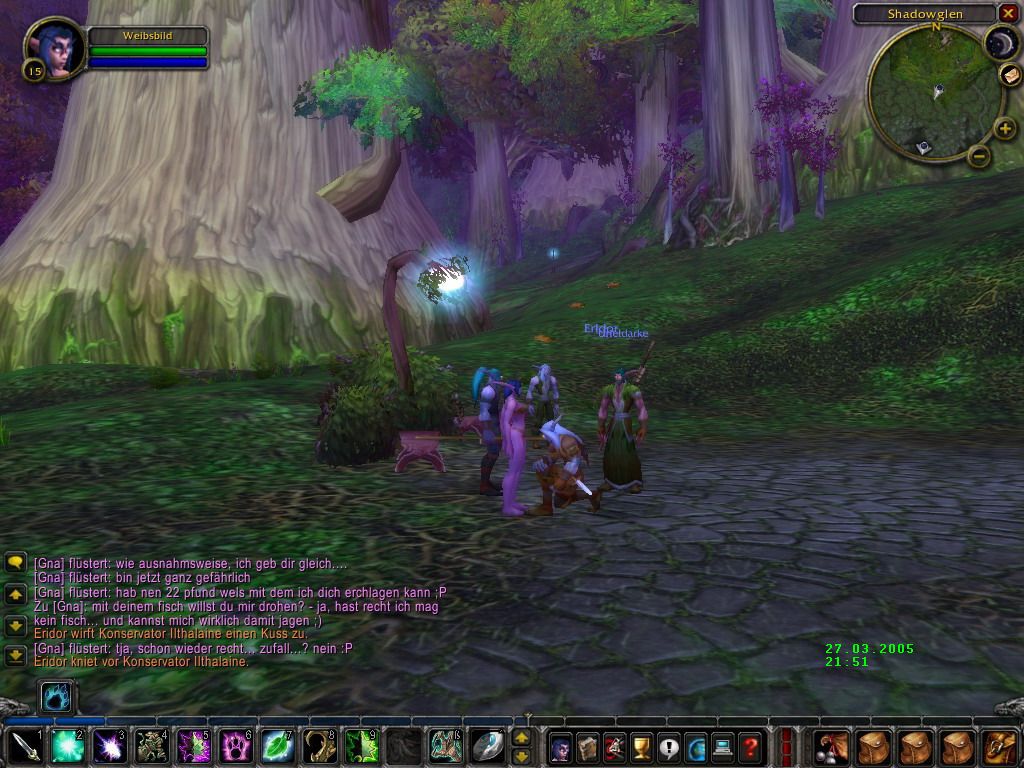 Weibsbild
15
Shadowglen
N
Eridor
[Gna] flüstert: wie ausnahmsweise, ich geb dir gleich....
[Gna] flüstert: bin jetzt ganz gefährlich
[Gna] flüstert: hab nen 22 pfund wels mit dem ich dich erchlagen kann ;P
Zu [Gna]: mit deinem fisch willst du mir drohen? - ja, hast recht ich mag
kein fisch... und kannst mich wirklich damit jagen ;)
Eridor wirft Konservator Ilthalaine einen Kuss zu.
[Gna] flüstert: tja, schon wieder recht... zufall...? nein :P
Eridor kniet vor Konservator Ilthalaine.
27.03.2005
21:51
1 2 3 4 5 6 7 8 9 ß